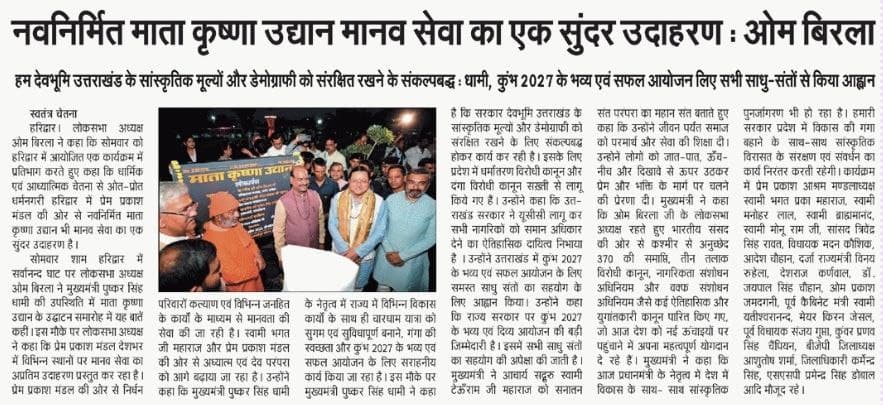 नवनिर्मित माता कृष्णा उद्यान मानव सेवा का एक सुंदर उदाहरण : ओम बिरला
हम देवभूमि उत्तराखंड के सांस्कृतिक मूल्यों और डेमोग्राफी को संरक्षित रखने के संकल्पबद्ध : धामी, कुंभ 2027 के भव्य एवं सफल आयोजन लिए सभी साधु-संतों से किया आह्वान
स्वतंत्र चेतना
हरिद्वार। लोकसभा अध्यक्ष
ओम बिरला ने कहा कि सोमवार को
हरिद्वार में आयोजित एक कार्यक्रम में
प्रतिभाग करते हुए कहा कि धार्मिक
एवं आध्यात्मिक चेतना से ओत-प्रोत
धर्मनगरी हरिद्वार में प्रेम प्रकाश
मंडल की ओर से नवनिर्मित माता
कृष्णा उद्यान भी मानव सेवा का एक
सुंदर उदाहरण है।
सोमवार शाम हरिद्वार में
सर्वानन्द घाट पर लोकसभा अध्यक्ष
ओम बिरला ने मुख्यमंत्री पुष्कर सिंह
धामी की उपस्थिति में माता कृष्णा
उद्यान के उद्घाटन समारोह में यह बातें
कही। इस मौके पर लोकसभा अध्यक्ष
ने कहा कि प्रेम प्रकाश मंडल देशभर
में विभिन्न स्थानों पर मानव सेवा का
अप्रतिम उदाहरण प्रस्तुत कर रहा है।
प्रेम प्रकाश मंडल की ओर से निर्धन
माता कृष्णा उद्यान
परिवारों कल्याण एवं विभिन्न जनहित
के कार्यों के माध्यम से मानवता की
सेवा की जा रही है। स्वामी भगत
जी महाराज और प्रेम प्रकाश मंडल
की ओर से अध्यात्म एवं देव परंपरा
को आगे बढ़ाया जा रहा है। उन्होंने
कहा कि मुख्यमंत्री पुष्कर सिंह धामी
के नेतृत्व में राज्य में विभिन्न विकास
कार्यों के साथ ही चारधाम यात्रा को
सुगम एवं सुविधापूर्ण बनाने, गंगा की
स्वच्छता और कुंभ 2027 के भव्य एवं
सफल आयोजन के लिए सराहनीय
कार्य किया जा रहा है। इस मौके पर
मुख्यमंत्री पुष्कर सिंह धामी ने कहा
है कि सरकार देवभूमि उत्तराखंड के
सांस्कृतिक मूल्यों और डेमोग्राफी को
संरक्षित रखने के लिए संकल्पबद्ध
होकर कार्य कर रही है। इसके लिए
प्रदेश में धर्मांतरण विरोधी कानून और
दंगा विरोधी कानून सख्ती से लागू
किये गए है। उन्होंने कहा कि उत-
राखंड सरकार ने यूसीसी लागू कर
सभी नागरिकों को समान अधिकार
देने का ऐतिहासिक दायित्व निभाया
है । उन्होंने उत्तराखंड में कुंभ 2027
के भव्य एवं सफल आयोजन के लिए
समस्त साधु संतों का सहयोग के
लिए आह्वान किया। उन्होंने कहा
कि राज्य सरकार पर कुंभ 2027
के भव्य एवं दिव्य आयोजन की बड़ी
जिम्मेदारी है। इसमें सभी साधु संतों
का सहयोग की अपेक्षा की जाती है।
मुख्यमंत्री ने आचार्य सद्गुरु स्वामी
टेऊँराम जी महाराज को सनातन
संत परंपरा का महान संत बताते हुए
कहा कि उन्होंने जीवन पर्यंत समाज
को परमार्थ और सेवा की शिक्षा दी।
उन्होंने लोगों को जात-पात, ऊँच-
नीच और दिखावे से ऊपर उठकर
प्रेम और भक्ति के मार्ग पर चलने
की प्रेरणा दी। मुख्यमंत्री ने कहा
कि ओम बिरला जी के लोकसभा
अध्यक्ष रहते हुए भारतीय संसद
की ओर से कश्मीर से अनुच्छेद
370 की समाप्ति, तीन तलाक
विरोधी कानून, नागरिकता संशोधन
अधिनियम और वक्फ संशोधन
अधिनियम जैसे कई ऐतिहासिक और
युगांतकारी कानून पारित किए गए,
जो आज देश को नई ऊंचाइयों पर
पहुंचाने में अपना महत्वपूर्ण योगदान
दे रहे हैं। मुख्यमंत्री ने कहा कि
आज प्रधानमंत्री के नेतृत्व में देश में
विकास के साथ- साथ सांस्कृतिक
पुनर्जागरण भी हो रहा है। हमारी
सरकार प्रदेश में विकास की गंगा
बहाने के साथ-साथ सांस्कृतिक
विरासत के संरक्षण एवं संवर्धन का
कार्य निरंतर करती रहेगी। कार्यक्रम
में प्रेम प्रकाश आश्रम मण्डलाध्यक्ष
स्वामी भगत प्रका महाराज, स्वामी
मनोहर लाल, स्वामी ब्राह्मानन्द,
स्वामी मोनू राम जी, सांसद त्रिवेंद्र
सिंह रावत, विधायक मदन कौशिक,
आदेश चौहान, दर्जा राज्यमंत्री विनय
रुहेला, देशराज कर्णवाल, डॉ.
जयपाल सिंह चौहान, ओम प्रकाश
जमदग्नी, पूर्व कैबिनेट मंत्री स्वामी
यतीश्वरानन्द, मेयर किरन जेसल,
पूर्व विधायक संजय गुप्ता, कुंवर प्रणव
सिंह चैंपियन, बीजेपी जिलाध्यक्ष
आशुतोष शर्मा, जिलाधिकारी कर्मेन्द्र
सिंह, एसएसपी प्रमेन्द्र सिंह डोबाल
आदि मौजूद रहे ।